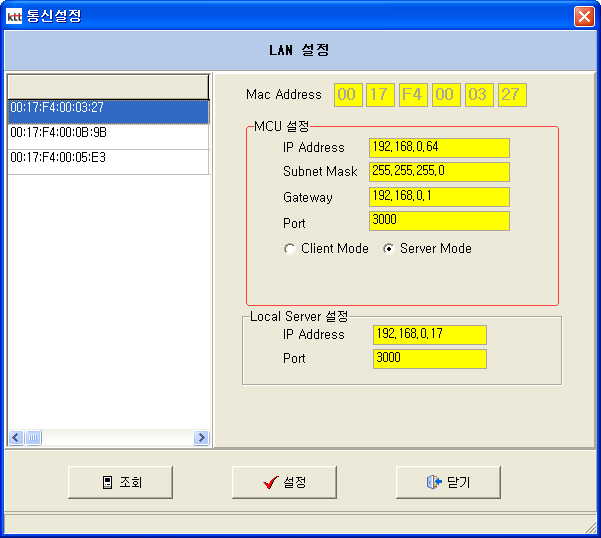 ktt 통신설정
LAN 설정
00:17:F4:00:03:27
00:17:F4:00:0B:9B
00:17:F4:00:05:E3
Mac Address 00 17 F4 00 03 27
MCU 설정
IP Address 192,168,0,64
Subnet Mask 255,255,255,0
Gateway 192,168,0,1
Port 3000
Client Mode Server Mode
Local Server 설정
IP Address 192,168,0,17
Port 3000
조회 설정 닫기